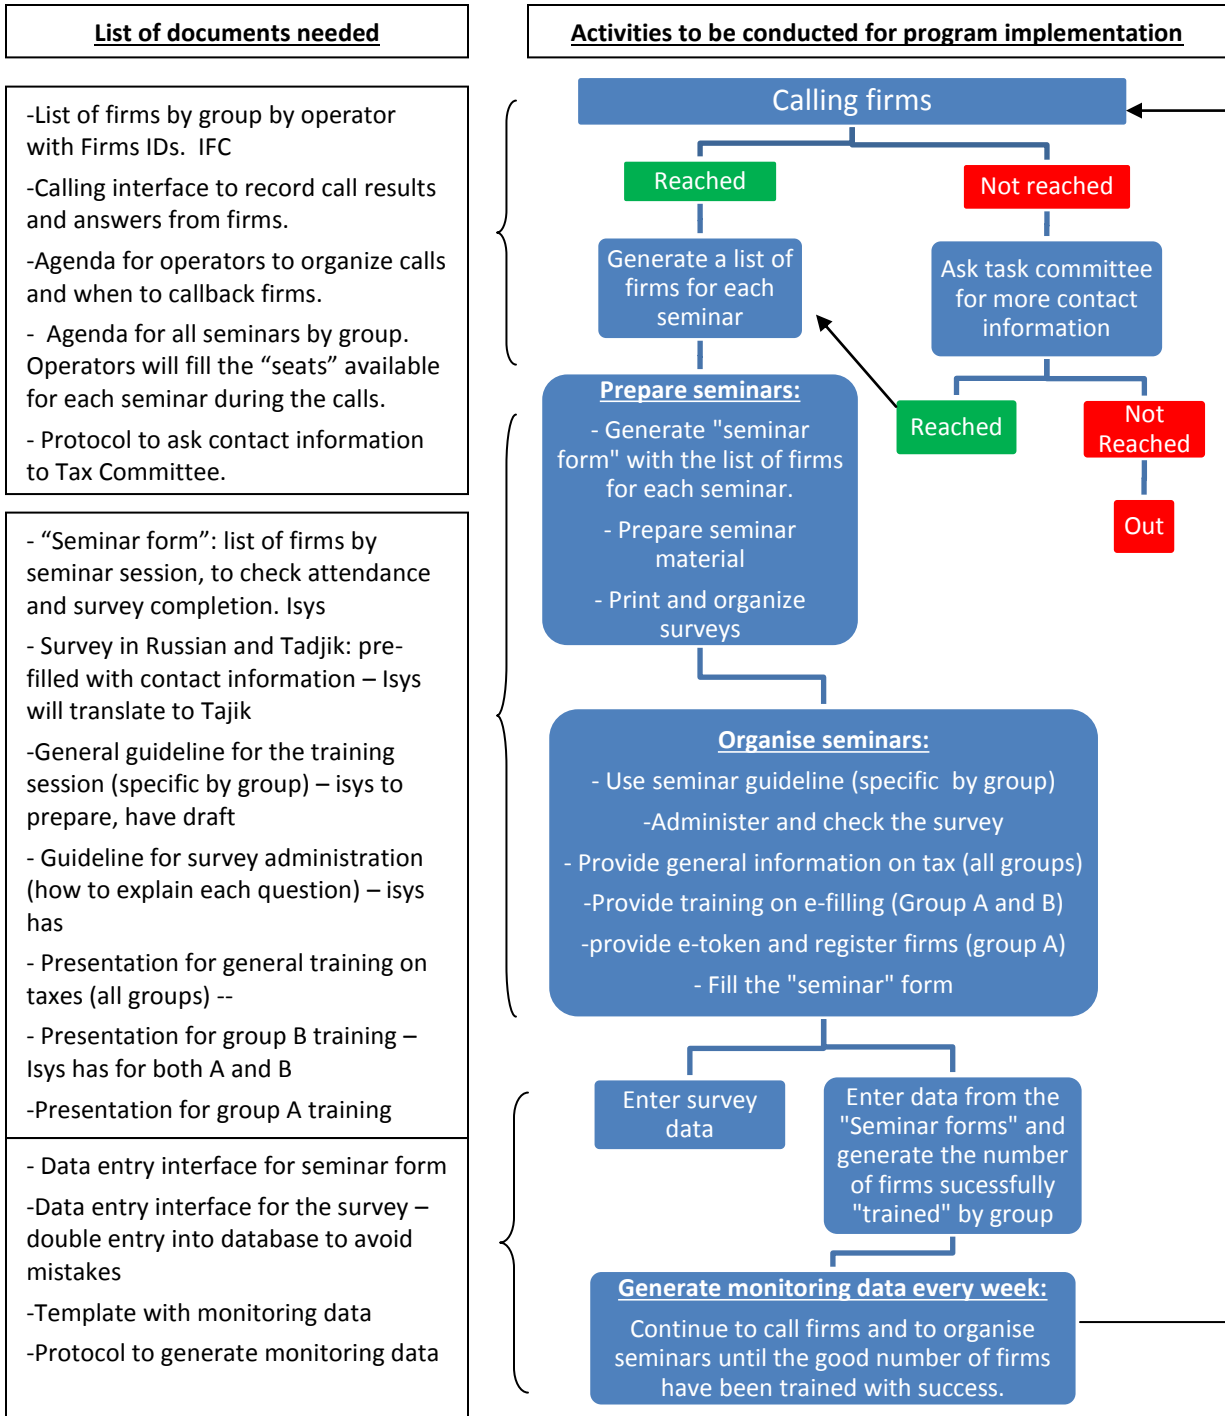 List of documents needed
-List of firms by group by operator
with Firms IDs.  IFC
-Calling interface to record call results
and answers from firms.
-Agenda for operators to organize calls
and when to callback firms.
-  Agenda for all seminars by group.
Operators will fill the “seats” available
for each seminar during the calls.
- Protocol to ask contact information
to Tax Committee.
- “Seminar form”: list of firms by
seminar session, to check attendance
and survey completion. Isys
- Survey in Russian and Tadjik: pre-
filled with contact information – Isys
will translate to Tajik
-General guideline for the training
session (specific by group) – isys to
prepare, have draft
- Guideline for survey administration
(how to explain each question) – isys
has
- Presentation for general training on
taxes (all groups) --
- Presentation for group B training –
Isys has for both A and B
-Presentation for group A training
- Data entry interface for seminar form
-Data entry interface for the survey –
double entry into database to avoid
mistakes
-Template with monitoring data
-Protocol to generate monitoring data
Activities to be conducted for program implementation
Calling firms
Reached
Not reached
Generate a list of
firms for each
seminar
Ask task committee
for more contact
information
Reached
Not
Reached
Out
Prepare seminars:
- Generate "seminar
form" with the list of firms
for each seminar.
- Prepare seminar
material
- Print and organize
surveys
Organise seminars:
- Use seminar guideline (specific  by group)
-Administer and check the survey
- Provide general information on tax (all groups)
-Provide training on e-filling (Group A and B)
-provide e-token and register firms (group A)
- Fill the "seminar" form
Enter survey
data
Enter data from the
"Seminar forms" and
generate the number
of firms sucessfully
"trained" by group
Generate monitoring data every week:
Continue to call firms and to organise
seminars until the good number of firms
have been trained with success.